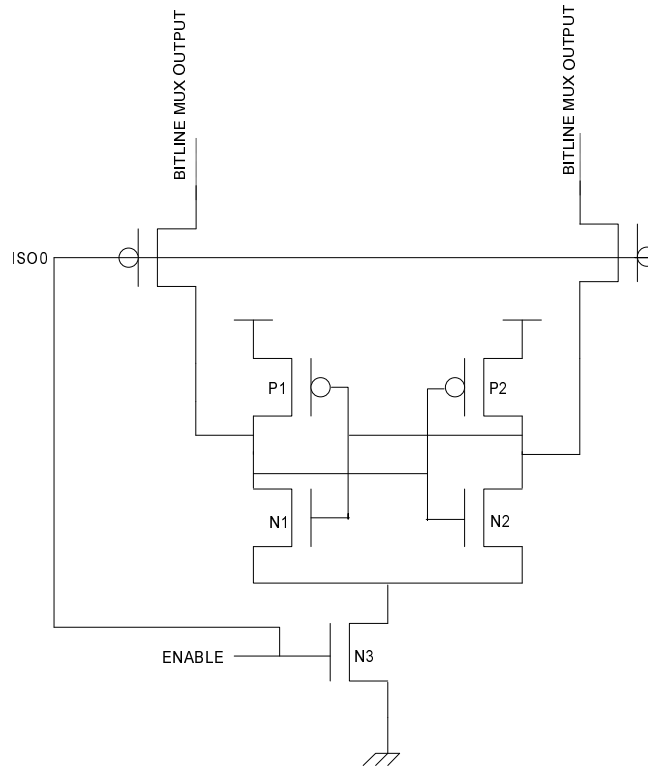 BITLINE MUX OUTPUT
BITLINE MUX OUTPUT
ISO0
P1
P2
N1
N2
ENABLE
N3